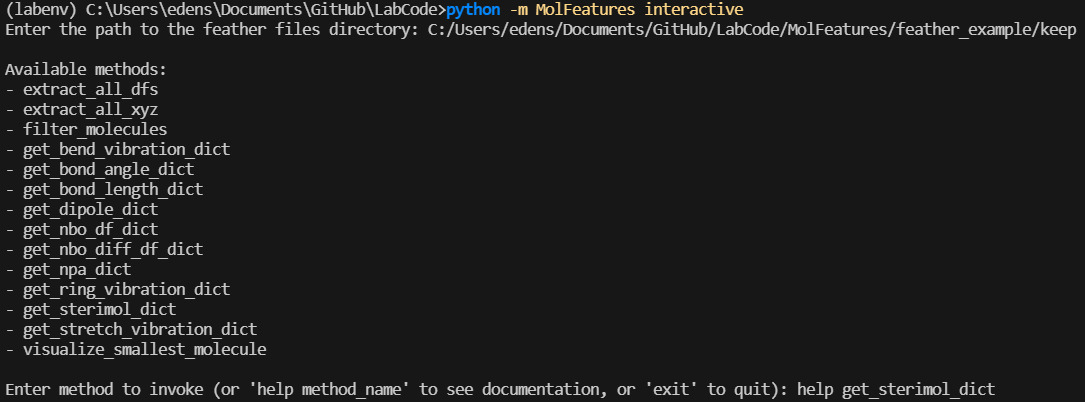 (labenv) C:\Users\edens\Documents\GitHub\LabCode>python -m MolFeatures interactive
Enter the path to the feather files directory: C:/Users/edens/Documents/GitHub/LabCode/MolFeatures/feather_example/keep
Available methods:
- extract_all_dfs
- extract_all_xyz
- filter_molecules
- get_bend_vibration_dict
- get_bond_angle_dict
- get_bond_length_dict
- get_dipole_dict
- get_nbo_df_dict
- get_nbo_diff_df_dict
- get_npa_dict
- get_ring_vibration_dict
- get_sterimol_dict
- get_stretch_vibration_dict
- visualize_smallest_molecule
Enter method to invoke (or 'help method_name' to see documentation, or 'exit' to quit): help get_sterimol_dict